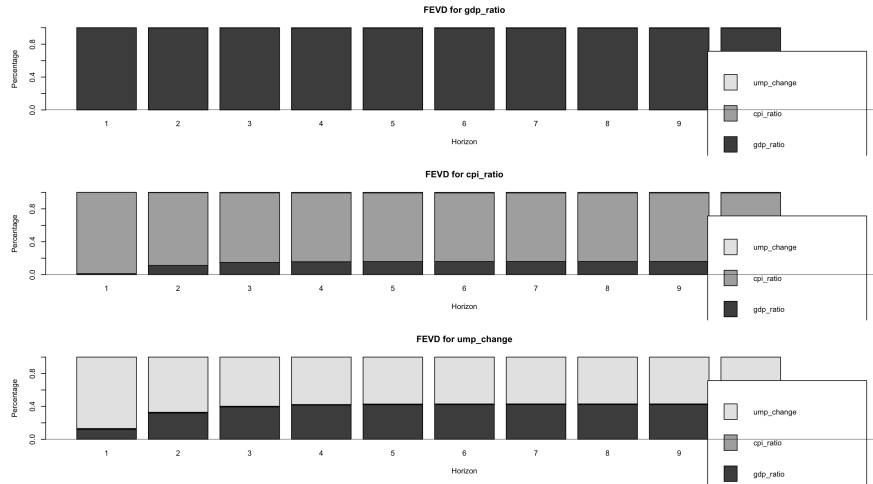 FEVD for gdp_ratio
Percentage
0.0 0.4 0.8
1 2 3 4 5 6 7 8 9
Horizon
ump_change
cpi_ratio
gdp_ratio
FEVD for cpi_ratio
Percentage
0.0 0.4 0.8
1 2 3 4 5 6 7 8 9
Horizon
ump_change
cpi_ratio
gdp_ratio
FEVD for ump_change
Percentage
0.0 0.4 0.8
1 2 3 4 5 6 7 8 9
Horizon
ump_change
cpi_ratio
gdp_ratio